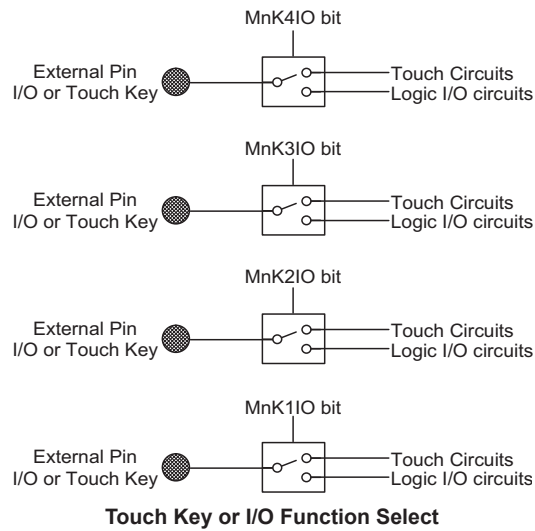 MnK4IO bit
External Pin
I/O or Touch Key
Touch Circuits
Logic I/O circuits
MnK3IO bit
External Pin
I/O or Touch Key
Touch Circuits
Logic I/O circuits
MnK2IO bit
External Pin
I/O or Touch Key
Touch Circuits
Logic I/O circuits
MnK1IO bit
External Pin
I/O or Touch Key
Touch Circuits
Logic I/O circuits
Touch Key or I/O Function Select